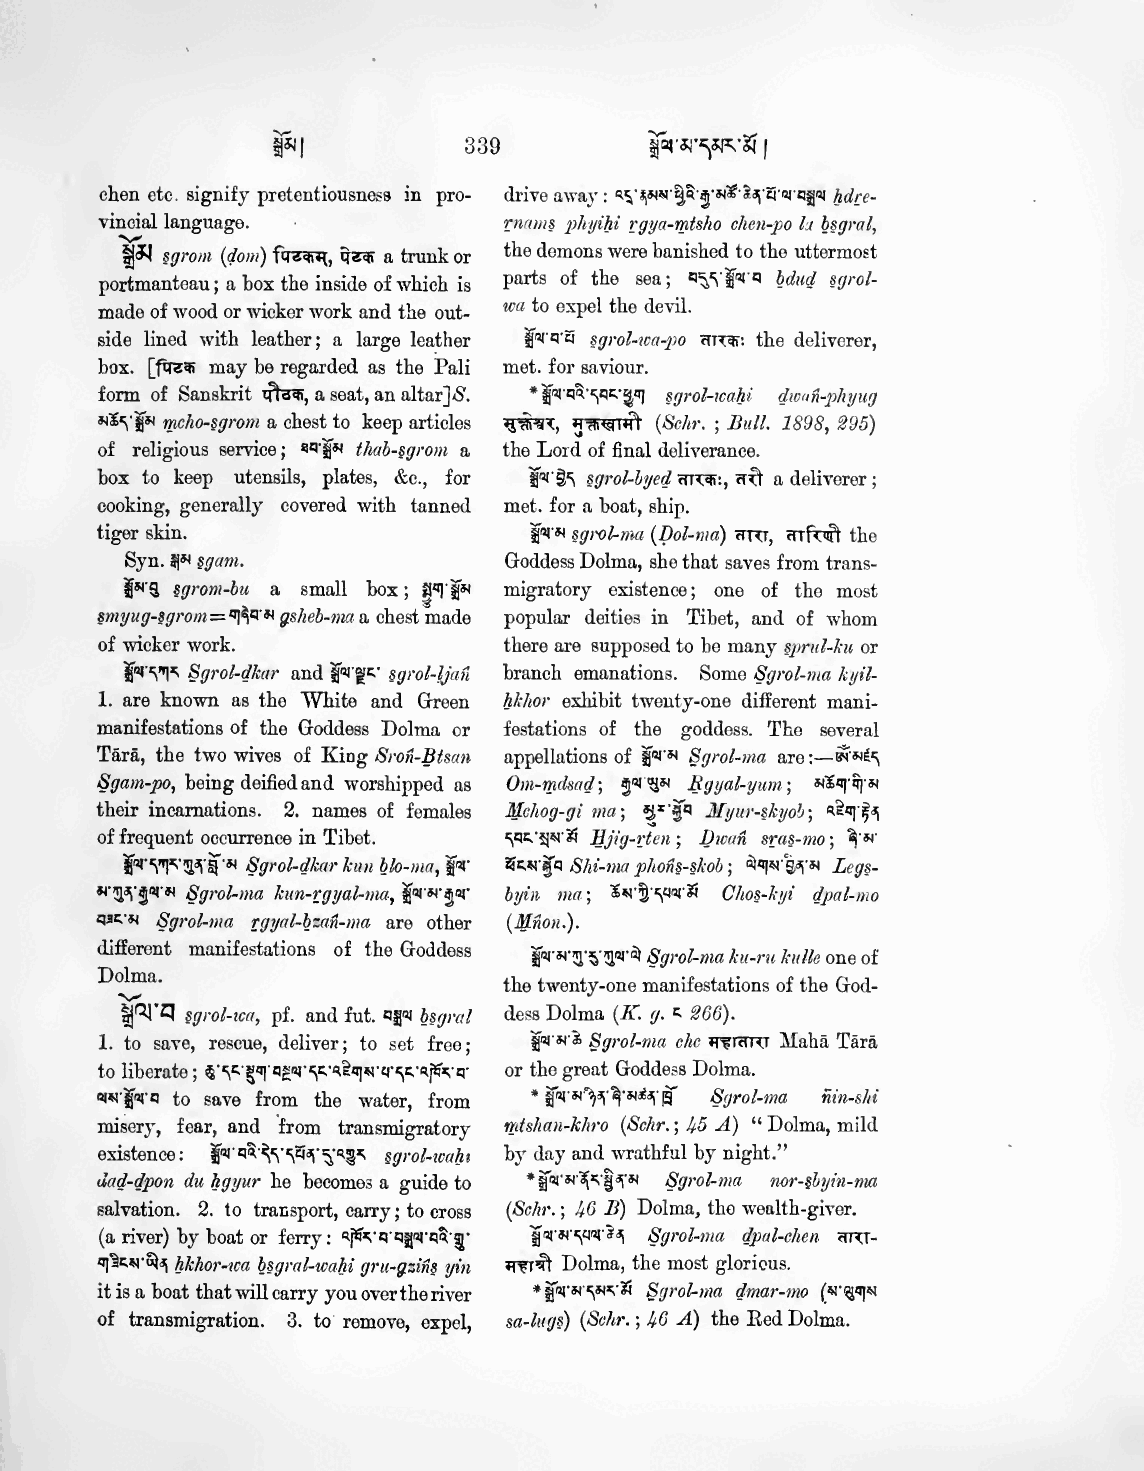 སྒྲོམ།
339
སྒྲོལ་མ་དམར་མོ།
chen etc. signify pretentiousness in pro-
vincial language.
སྒྲོམ sgrom (ḍom) पिटकम्, पेटक a trunk or
portmanteau; a box the inside of which is
made of wood or wicker work and the out-
side lined with leather; a large leather
box. [पिटक may be regarded as the Pali
form of Sanskrit पीठक, a seat, an altar]S.
མཆོད་སྒྲོམ mcho-sgrom a chest to keep articles
of religious service; ཐབ་སྒྲོམ thab-sgrom a
box to keep utensils, plates, &c., for
cooking, generally covered with tanned
tiger skin.
Syn. སྒམ sgam.
སྒྲོམ་བུ sgrom-bu a small box; སྨྱུག་སྒྲོམ
smyug-sgrom=གཞེབ་མ gsheb-ma a chest made
of wicker work.
སྒྲོལ་དཀར Sgrol-dkar and སྒྲོལ་ལྗང་ sgrol-ljañ
1. are known as the White and Green
manifestations of the Goddess Dolma or
Tārā, the two wives of King Sroñ-Btsan
Sgam-po, being deified and worshipped as
their incarnations. 2. names of females
of frequent occurrence in Tibet.
སྒྲོལ་དཀར་ཀུན་བློ་མ Sgrol-dkar kun blo-ma, སྒྲོལ་
མ་ཀུན་རྒྱལ་མ Sgrol-ma kun-rgyal-ma, སྒྲོལ་མ་རྒྱལ་
བཟང་མ Sgrol-ma rgyal-bzañ-ma are other
different manifestations of the Goddess
Dolma.
སྒྲོལ་བ sgrol-wa, pf. and fut. བསྒྲལ bsgral
1. to save, rescue, deliver; to set free;
to liberate; ཆུ་དང་སྡུག་བསྔལ་དང་འཇིགས་པ་དང་འཁོར་བ་
ལས་སྒྲོལ་བ to save from the water, from
misery, fear, and from transmigratory
existence: སྒྲོལ་བའི་དེད་དཔོན་དུ་འགྱུར sgrol-waḥi
dad-dpon du ḥgyur he becomes a guide to
salvation. 2. to transport, carry; to cross
(a river) by boat or ferry: འཁོར་བ་བསྒྲལ་བའི་གྲུ་
གཟིངས་ཡིན ḥkhor-wa bsgral-waḥi gru-gziñs yin
it is a boat that will carry you over the river
of transmigration. 3. to remove, expel,
drive away: འདྲེ་རྣམས་ཕྱིའི་རྒྱ་མཚོ་ཆེན་པོ་ལ་བསྒྲལ ḥdre-
rnams phyiḥi rgya-mtsho chen-po la bsgral,
the demons were banished to the uttermost
parts of the sea; བདུད་སྒྲོལ་བ bdud sgrol-
wa to expel the devil.
སྒྲོལ་བ་པོ sgrol-wa-po तारकः the deliverer,
met. for saviour.
*སྒྲོལ་བའི་དབང་ཕྱུག sgrol-waḥi dwañ-phyug
मुक्तेश्वर, मुक्तस्वामी (Schr.; Bull. 1898, 295)
the Lord of final deliverance.
སྒྲོལ་བྱེད sgrol-byed तारकः, तरी a deliverer;
met. for a boat, ship.
སྒྲོལ་མ sgrol-ma (Ḍol-ma) तारा, तारिणी the
Goddess Dolma, she that saves from trans-
migratory existence; one of the most
popular deities in Tibet, and of whom
there are supposed to be many sprul-ku or
branch emanations. Some Sgrol-ma kyil-
ḥkhor exhibit twenty-one different mani-
festations of the goddess. The several
appellations of སྒྲོལ་མ Sgrol-ma are:—ཨོཾ་མཛད
Om-mdsad; རྒྱལ་ཡུམ Rgyal-yum; མཆོག་གི་མ
Mchog-gi ma; མྱུར་སྐྱོབ Myur-skyob; འཇིག་རྟེན
དབང་སྲས་མོ Hjig-rten; Dwañ sras-mo; ཞི་མ་
ཕོངས་སྐྱོབ Shi-ma phoñs-skob; ལེགས་བྱིན་མ Legs-
byin ma; ཆོས་ཀྱི་དཔལ་མོ Chos-kyi dpal-mo
(Mñon.).
སྒྲོལ་མ་ཀུ་རུ་ཀུལ་ལེ Sgrol-ma ku-ru kulle one of
the twenty-one manifestations of the God-
dess Dolma (K. g. ར 266).
སྒྲོལ་མ་ཆེ Sgrol-ma che महातारा Mahā Tārā
or the great Goddess Dolma.
*སྒྲོལ་མ་ཉིན་ཞི་མཚན་ཁྲོ Sgrol-ma ñin-shi
mtshan-khro (Schr.; 45 A) “Dolma, mild
by day and wrathful by night.”
*སྒྲོལ་མ་ནོར་སྦྱིན་མ Sgrol-ma nor-sbyin-ma
(Schr.; 46 B) Dolma, the wealth-giver.
སྒྲོལ་མ་དཔལ་ཆེན Sgrol-ma dpal-chen तारा-
महाश्री Dolma, the most glorious.
*སྒྲོལ་མ་དམར་མོ Sgrol-ma dmar-mo (ས་ལུགས
sa-lugs) (Schr.; 46 A) the Red Dolma.